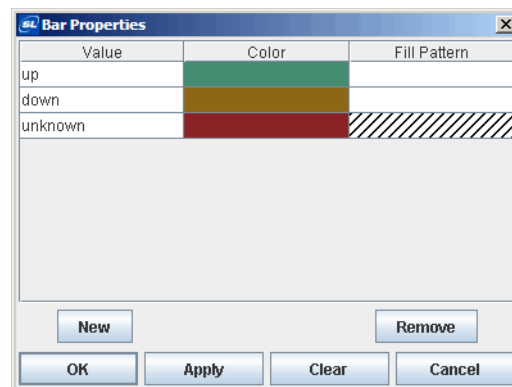 SL Bar Properties
Value Color Fill Pattern
up
down
unknown
New Remove
OK Apply Clear Cancel